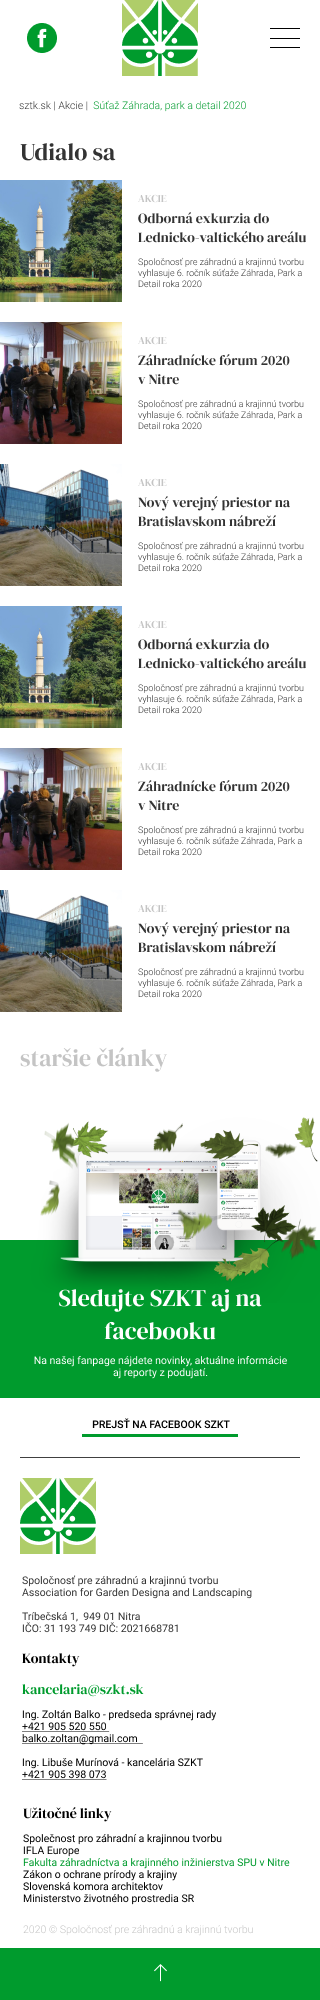 sztk.sk | Akcie | Súťaž Záhrada, park a detail 2020
Udialo sa
AKCIE
Odborná exkurzia do
Lednicko-valtického areálu
Spoločnosť pre záhradnú a krajinnú tvorbu
vyhlasuje 6. ročník súťaže Záhrada, Park a
Detail roka 2020
AKCIE
Záhradnícke fórum 2020
v Nitre
Spoločnosť pre záhradnú a krajinnú tvorbu
vyhlasuje 6. ročník súťaže Záhrada, Park a
Detail roka 2020
AKCIE
Nový verejný priestor na
Bratislavskom nábreží
Spoločnosť pre záhradnú a krajinnú tvorbu
vyhlasuje 6. ročník súťaže Záhrada, Park a
Detail roka 2020
AKCIE
Odborná exkurzia do
Lednicko-valtického areálu
Spoločnosť pre záhradnú a krajinnú tvorbu
vyhlasuje 6. ročník súťaže Záhrada, Park a
Detail roka 2020
AKCIE
Záhradnícke fórum 2020
v Nitre
Spoločnosť pre záhradnú a krajinnú tvorbu
vyhlasuje 6. ročník súťaže Záhrada, Park a
Detail roka 2020
AKCIE
Nový verejný priestor na
Bratislavskom nábreží
Spoločnosť pre záhradnú a krajinnú tvorbu
vyhlasuje 6. ročník súťaže Záhrada, Park a
Detail roka 2020
staršie články
Sledujte SZKT aj na
facebooku
Na našej fanpage nájdete novinky, aktuálne informácie
aj reporty z podujatí.
PREJSŤ NA FACEBOOK SZKT
Spoločnosť pre záhradnú a krajinnú tvorbu
Association for Garden Designa and Landscaping
Tribečská 1, 949 01 Nitra
IČO: 31 193 749 DIČ: 2021668781
Kontakty
kancelaria@szkt.sk
Ing. Zoltán Balko - predseda správnej rady
+421 905 520 550
balko.zoltan@gmail.com
Ing. Libuše Murínová - kancelária SZKT
+421 905 398 073
Užitočné linky
Společnost pro záhradní a krajinnou tvorbu
IFLA Europe
Fakulta záhradníctva a krajinného inžinierstva SPU v Nitre
Zákon o ochrane prírody a krajiny
Slovenská komora architektov
Ministerstvo životného prostredia SR
2020 © Spoločnosť pre záhradnú a krajinnú tvorbu